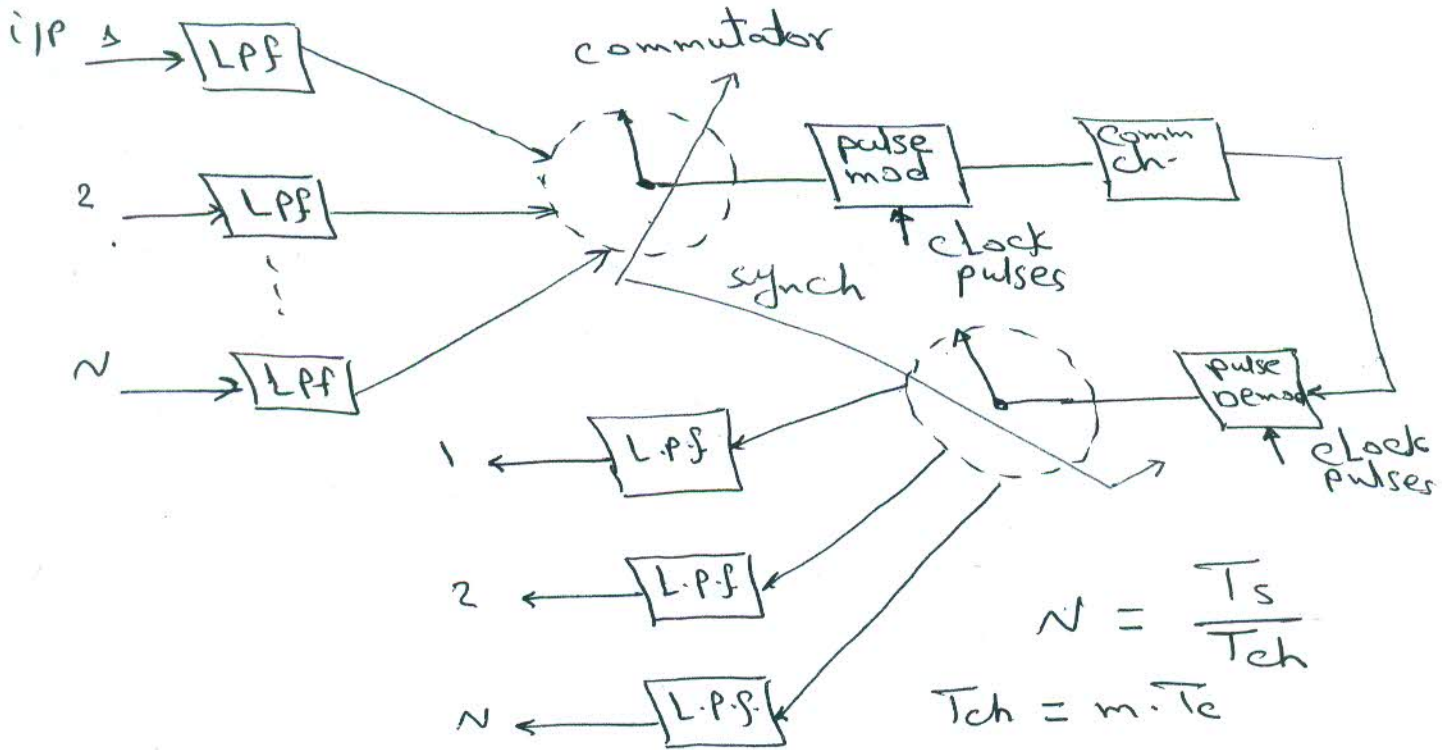 i/p 1
Lpf
commutator
pulse
mod
comm
ch-
2
Lpf
clock
pulses
synch
N
Lpf
pulse
Demod
clock
pulses
1
L.p.f
2
L.p.f
N = Ts / Tch
N
L.p.f.
Tch = m . Tc